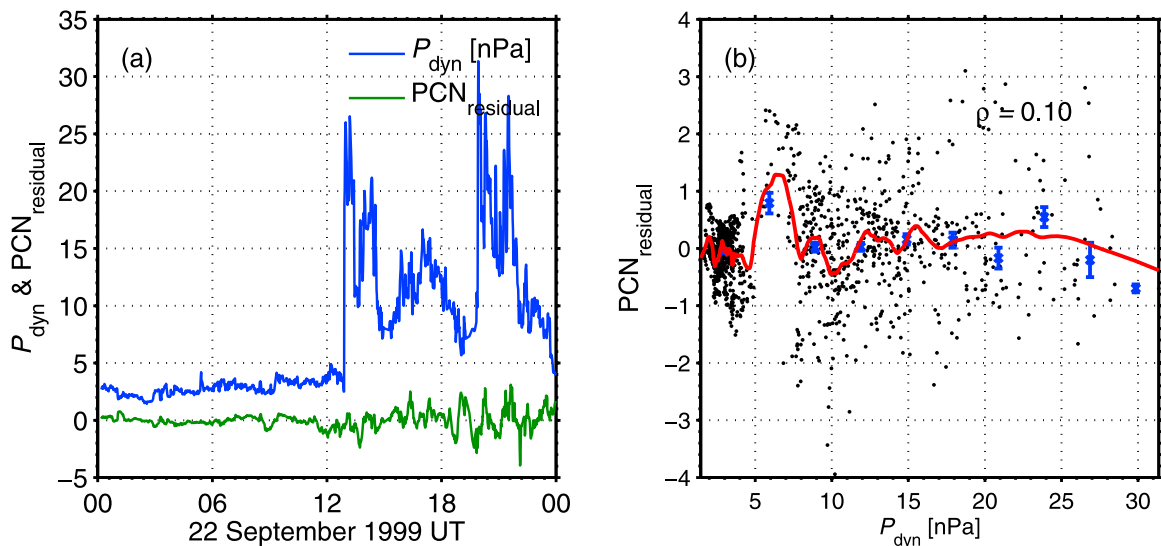 35
30
25
20
15
10
5
0
−5
P_dyn & PCN_residual
(a)
P_dyn [nPa]
PCN_residual
00 06 12 18 00
22 September 1999 UT
4
3
2
1
0
−1
−2
−3
−4
PCN_residual
(b)
ρ = 0.10
5 10 15 20 25 30
P_dyn [nPa]